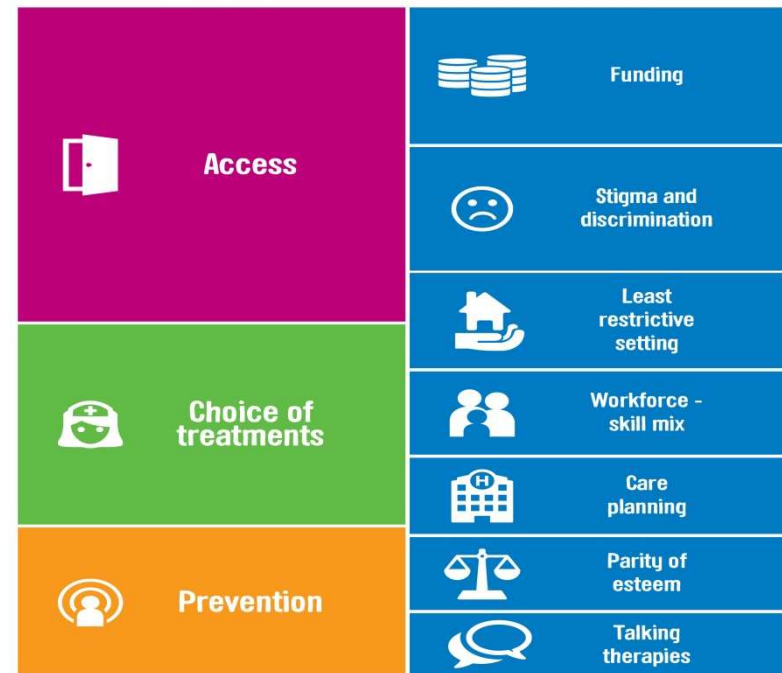 Access
Choice of
treatments
Prevention
Funding
Stigma and
discrimination
Least
restrictive
setting
Workforce -
skill mix
H
Care
planning
Parity of
esteem
Talking
therapies